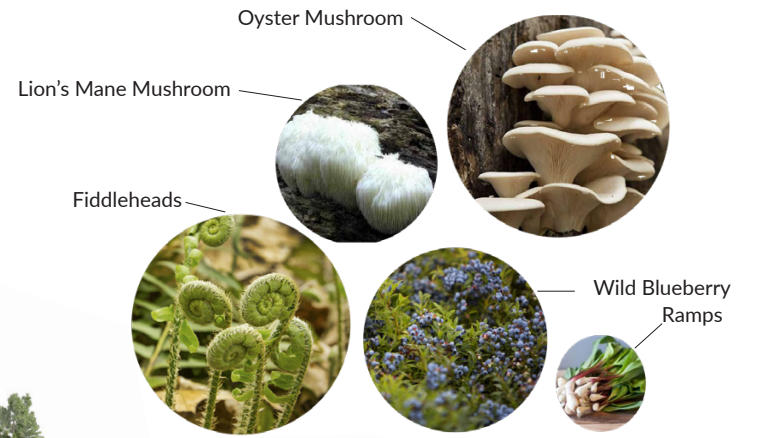 Oyster Mushroom
Lion's Mane Mushroom
Fiddleheads
Wild Blueberry
Ramps